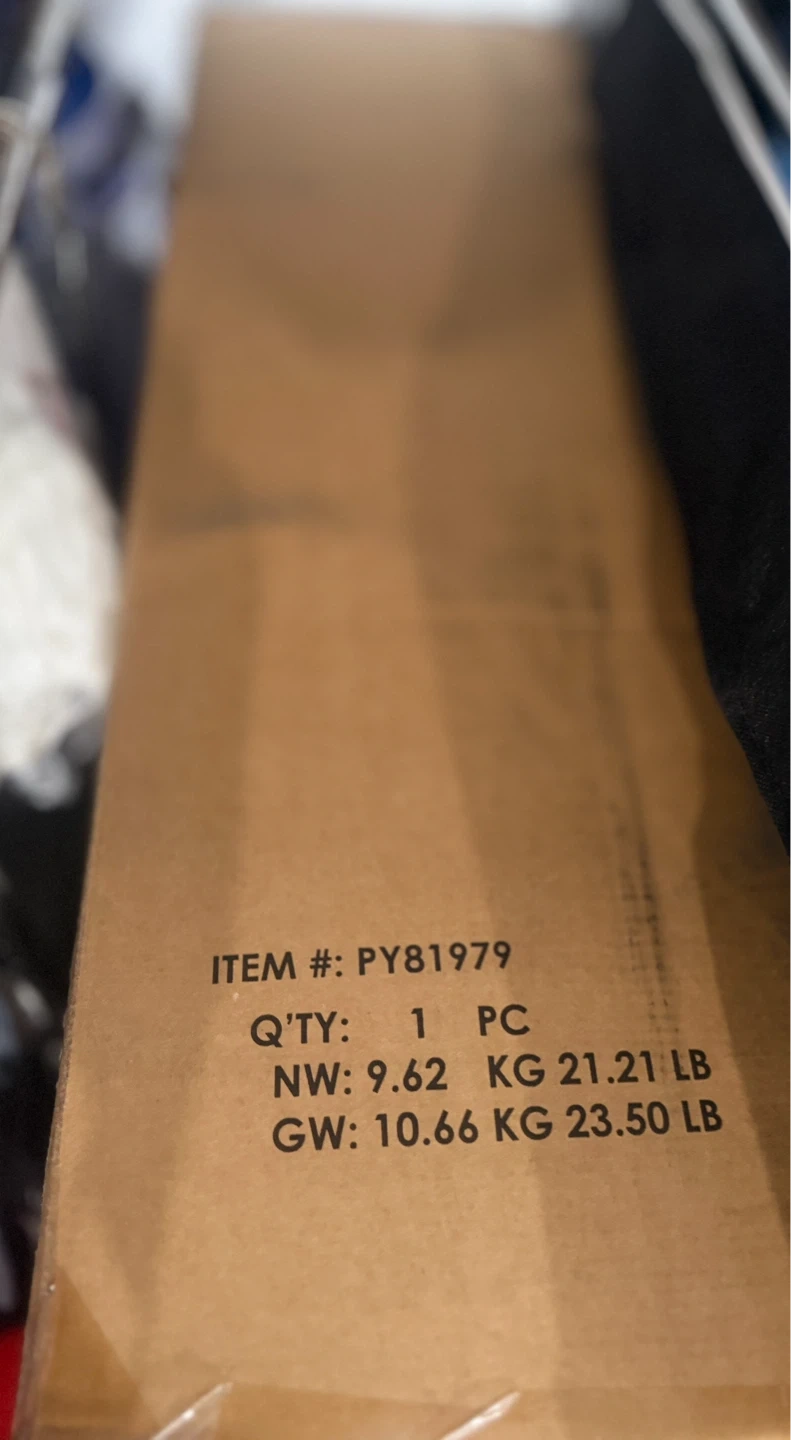 ITEM #: PY81979
Q'TY: 1 PC
NW: 9.62 KG 21.21 LB
GW: 10.66 KG 23.50 LB